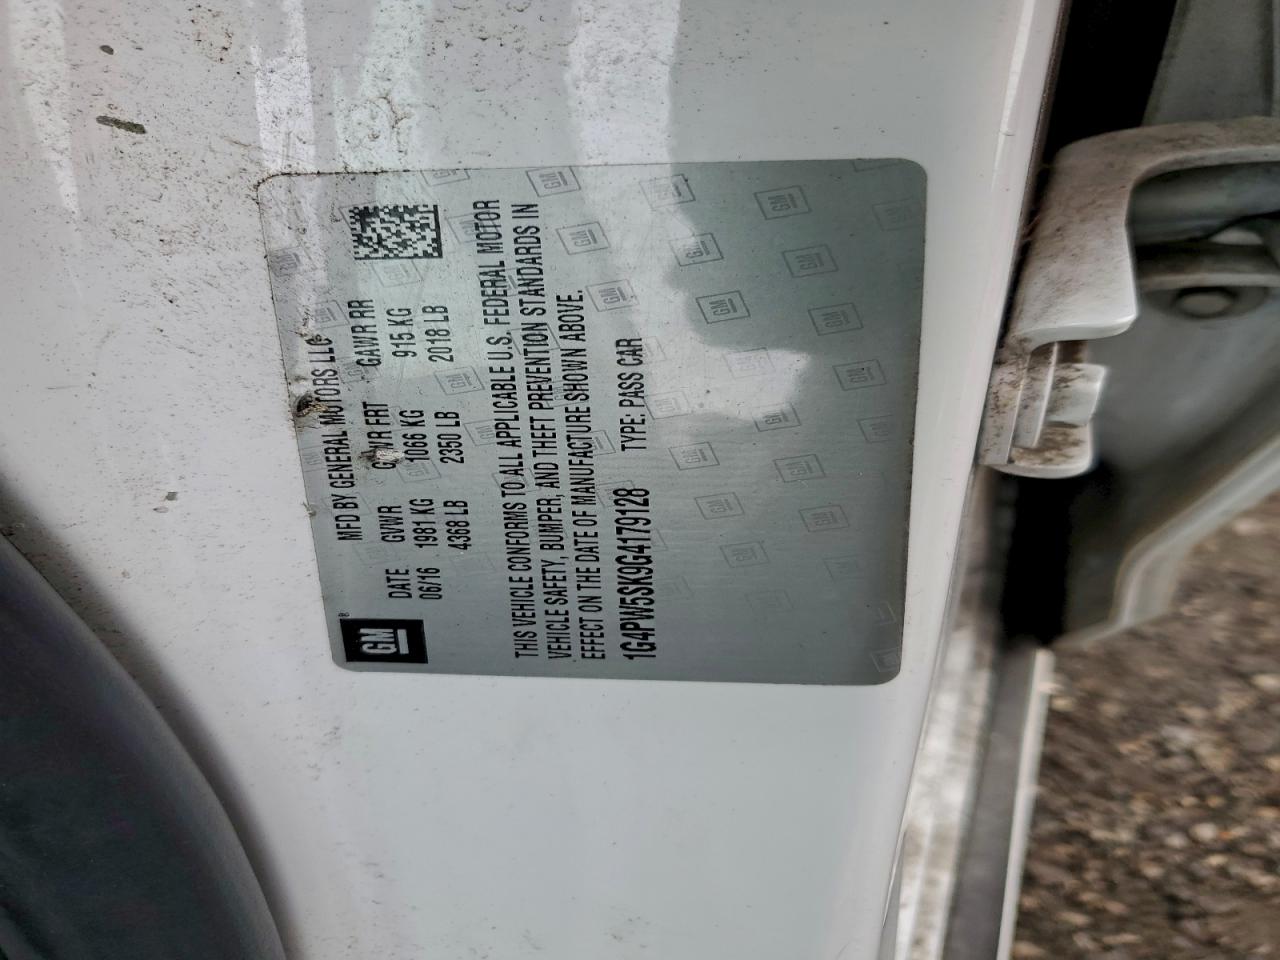 GM®
MFD BY GENERAL MOTORS LLC
DATE GVWR GAWR FRT GAWR RR
06/16 1981 KG 1066 KG 915 KG
4368 LB 2350 LB 2018 LB
THIS VEHICLE CONFORMS TO ALL APPLICABLE U.S. FEDERAL MOTOR
VEHICLE SAFETY, BUMPER, AND THEFT PREVENTION STANDARDS IN
EFFECT ON THE DATE OF MANUFACTURE SHOWN ABOVE.
1G4PW5SK9G4179128 TYPE: PASS CAR